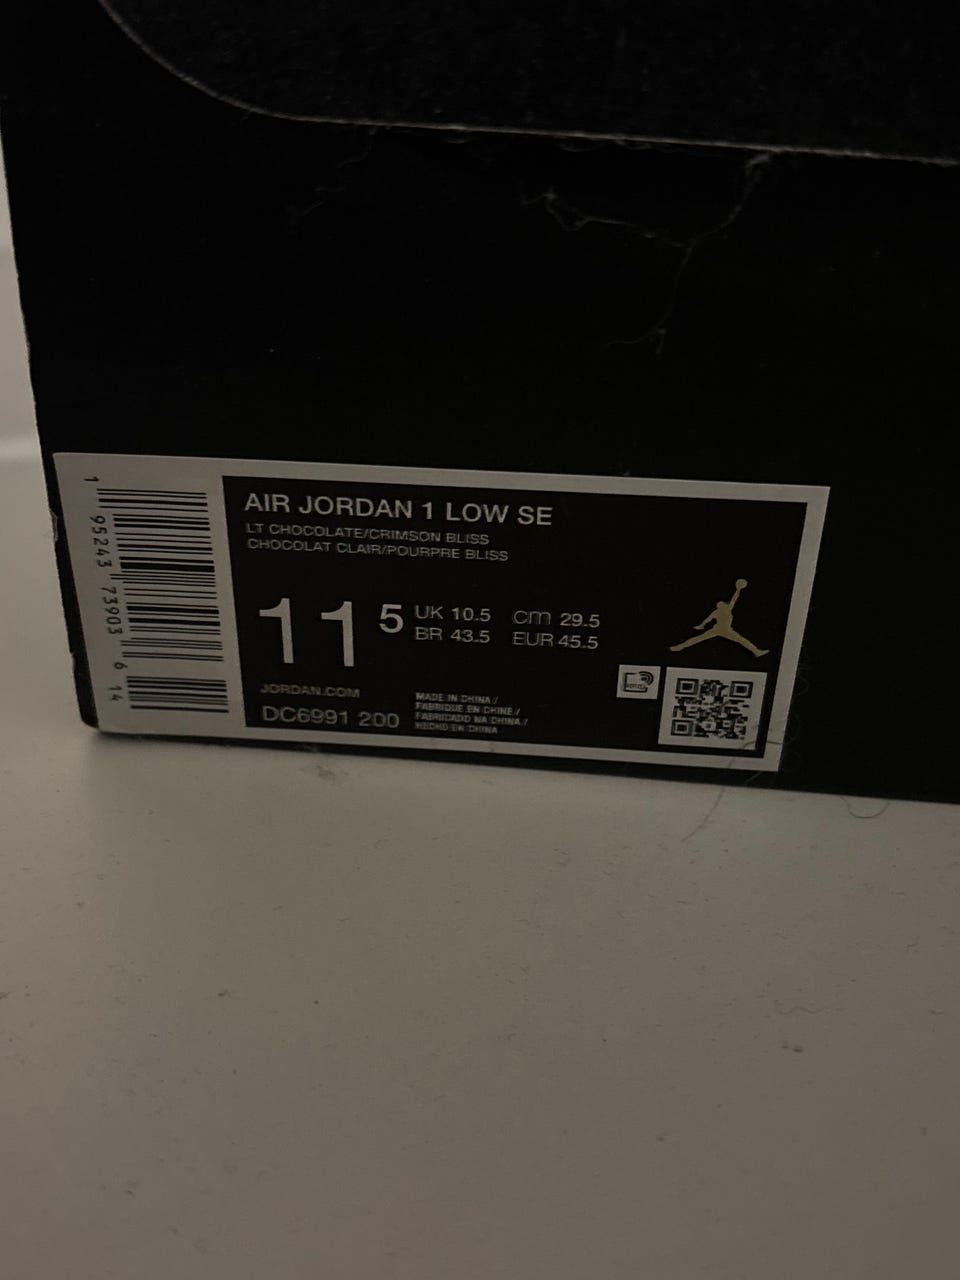 AIR JORDAN 1 LOW SE
LT CHOCOLATE/CRIMSON BLISS
CHOCOLAT CLAIR/POURPRE BLISS
11 5
UK 10.5 cm 29.5
BR 43.5 EUR 45.5
JORDAN.COM
DC6991 200
MADE IN CHINA /
FABRIQUE EN CHINE /
FABRICADO NA CHINA /
HECHO EN CHINA
1 95243 73903 6 14